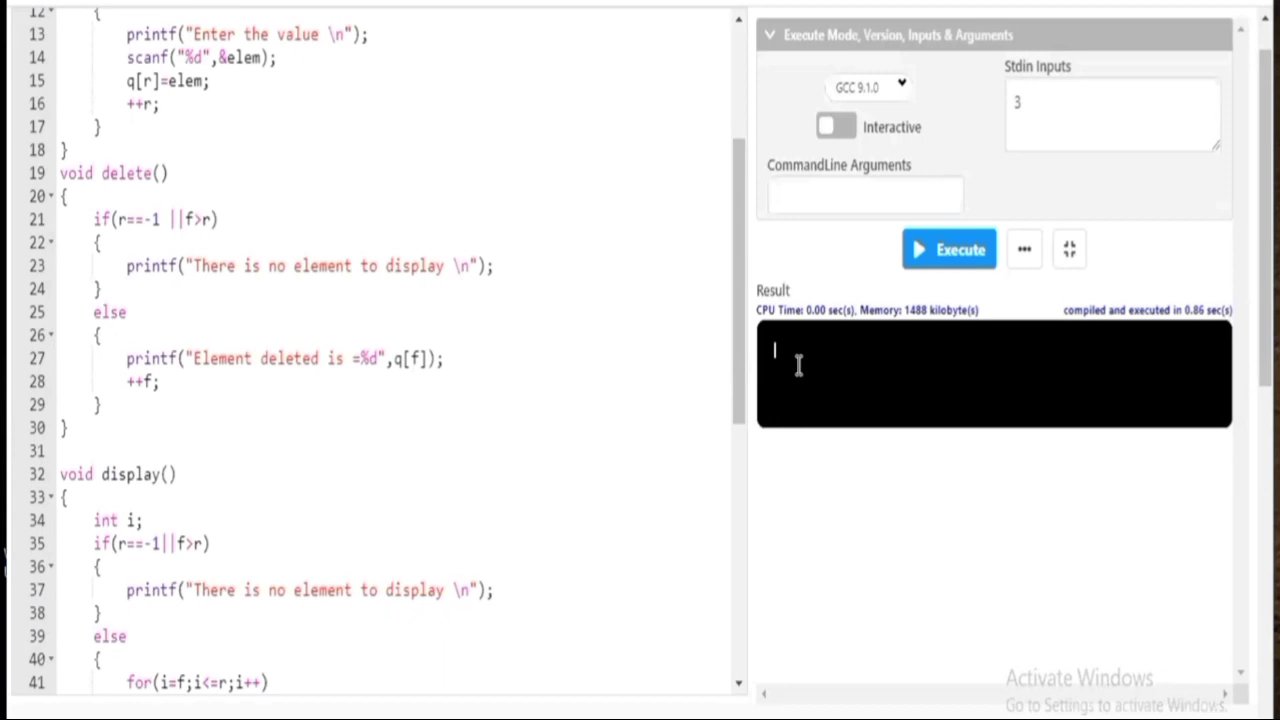 12 {
13 printf("Enter the value \n");
14 scanf("%d",&elem);
15 q[r]=elem;
16 ++r;
17 }
18 }
19 void delete()
20 {
21 if(r==-1 ||f>r)
22 {
23 printf("There is no element to display \n");
24 }
25 else
26 {
27 printf("Element deleted is =%d",q[f]);
28 ++f;
29 }
30 }
31
32 void display()
33 {
34 int i;
35 if(r==-1||f>r)
36 {
37 printf("There is no element to display \n");
38 }
39 else
40 {
41 for(i=f;i<=r;i++)
Execute Mode, Version, Inputs & Arguments
GCC 9.1.0
Interactive
Stdin Inputs
3
CommandLine Arguments
Execute
Result
CPU Time: 0.00 sec(s), Memory: 1488 kilobyte(s)
compiled and executed in 0.86 sec(s)
Activate Windows
Go to Settings to activate Windows.